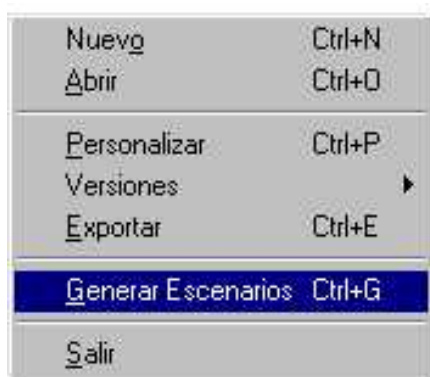 Nuevo Ctrl+N
Abrir Ctrl+O
Personalizar Ctrl+P
Versiones
Exportar Ctrl+E
Generar Escenarios Ctrl+G
Salir